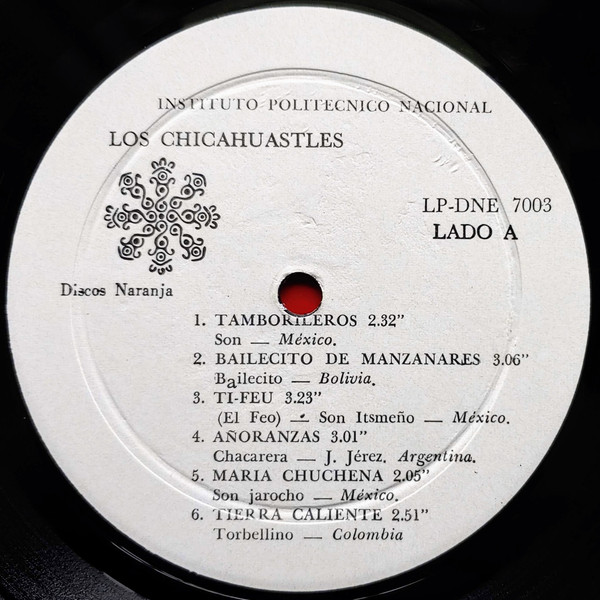 INSTITUTO POLITECNICO NACIONAL
LOS CHICAHUASTLES
LP-DNE 7003
LADO A
Discos Naranja
1. TAMBORILEROS 2.32"
Son — México.
2. BAILECITO DE MANZANARES 3.06"
Bailecito — Bolivia.
3. TI-FEU 3.23"
(El Feo) — Son Itsmeño — México.
4. AÑORANZAS 3.01"
Chacarera — J. Jérez. Argentina.
5. MARIA CHUCHENA 2.05"
Son jarocho — México.
6. TIERRA CALIENTE 2.51"
Torbellino — Colombia